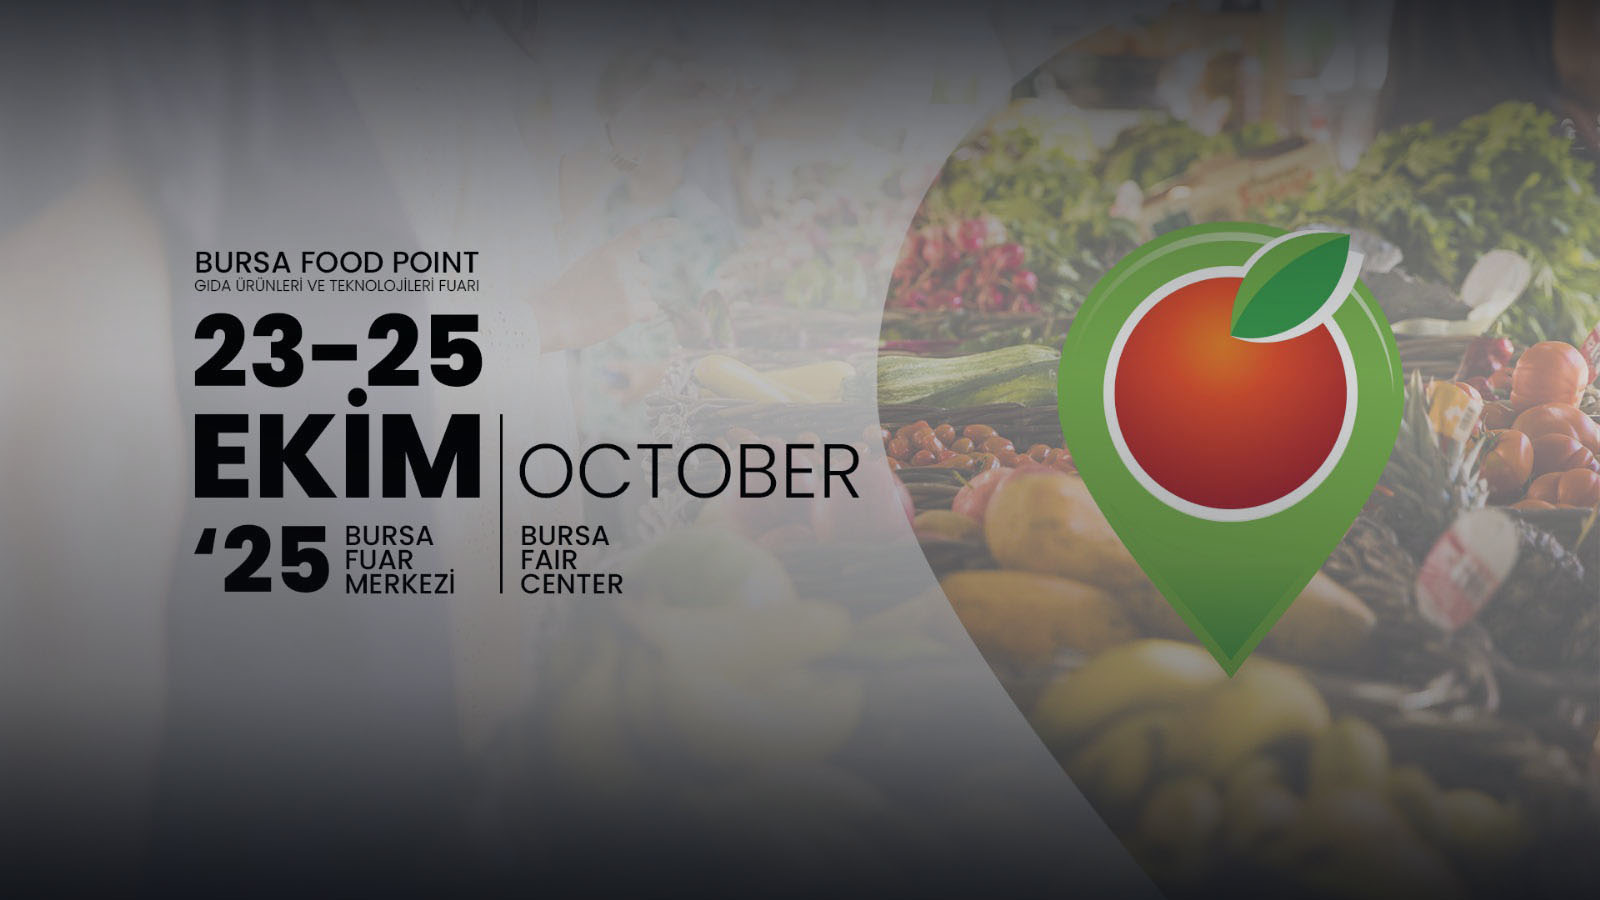 BURSA FOOD POINT
GIDA ÜRÜNLERİ VE TEKNOLOJİLERİ FUARI
23-25
EKİM
‘25 BURSA
FUAR
MERKEZİ
OCTOBER
BURSA
FAIR
CENTER